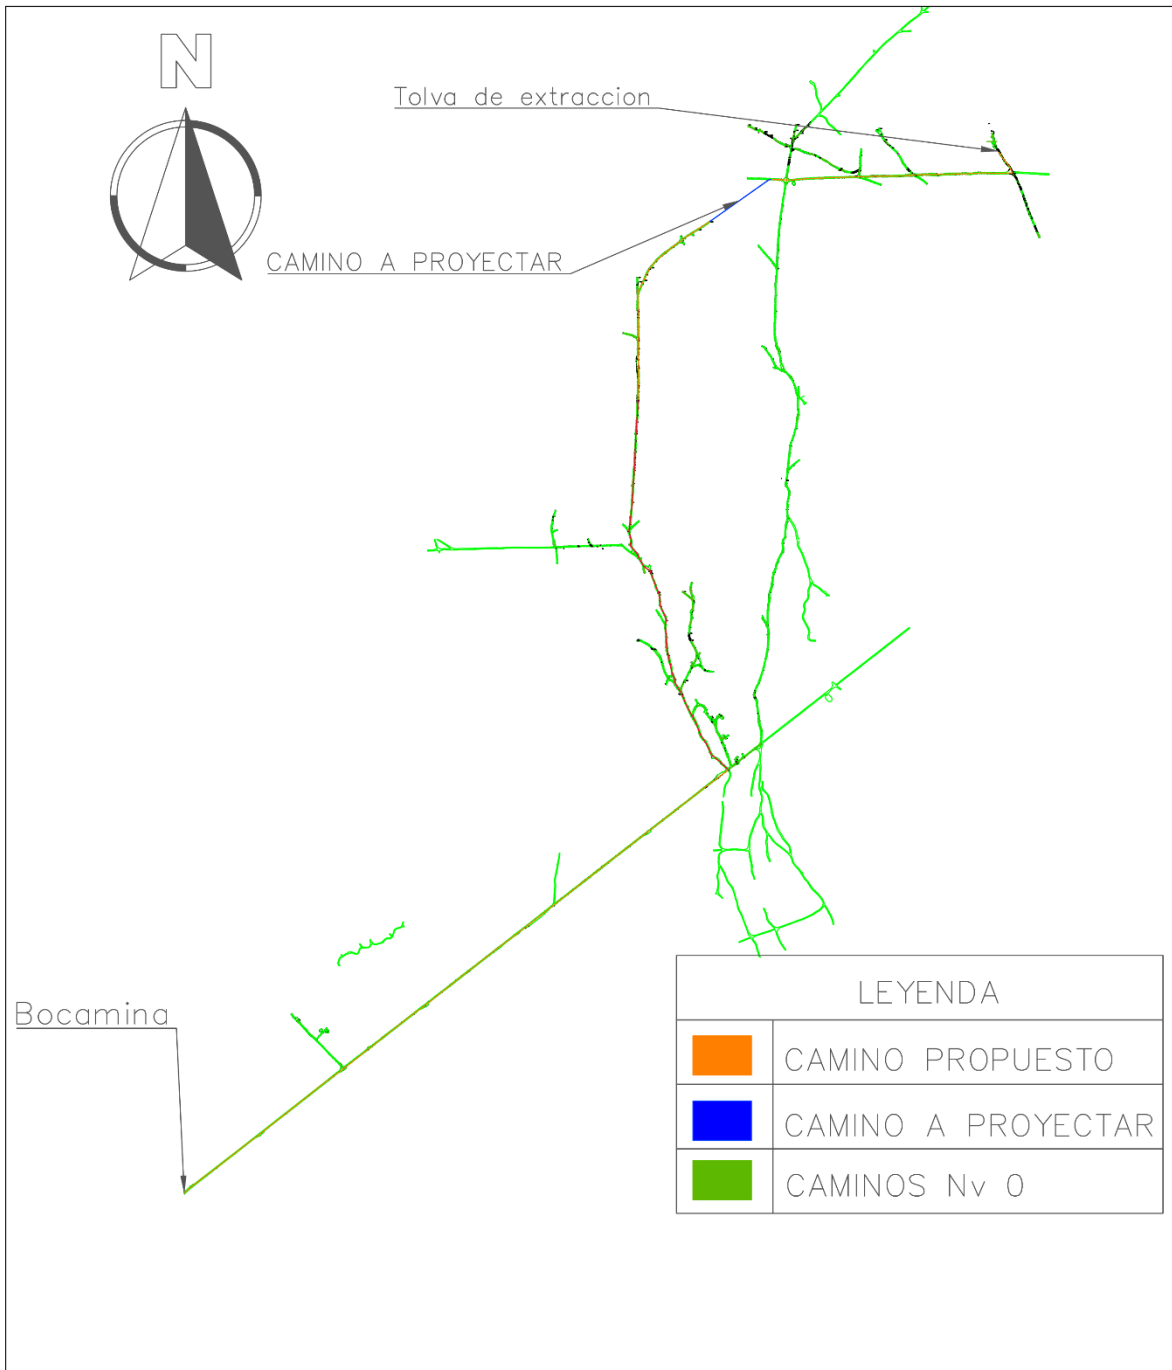 N
Tolva de extraccion
CAMINO A PROYECTAR
Bocamina
LEYENDA
CAMINO PROPUESTO
CAMINO A PROYECTAR
CAMINOS Nv 0